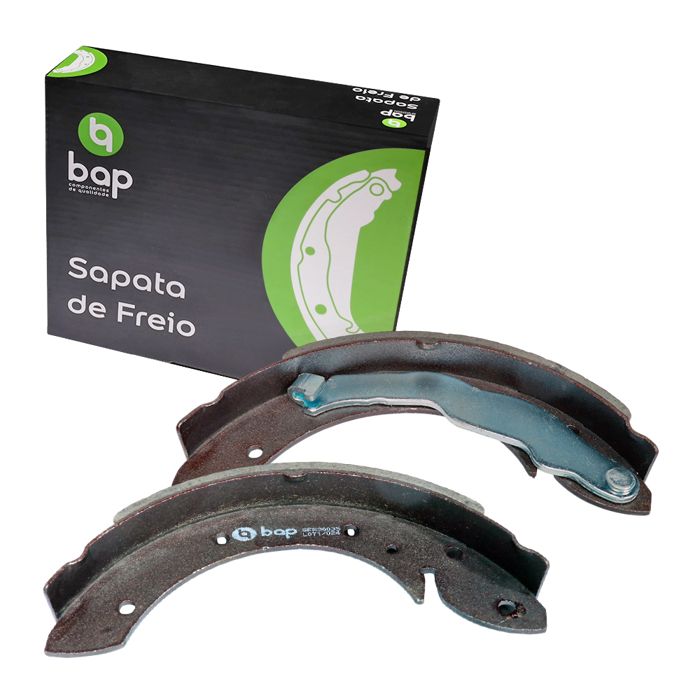 bap
componentes
de qualidade
Sapata
de Freio
Sapata
de Freio
bap
bap